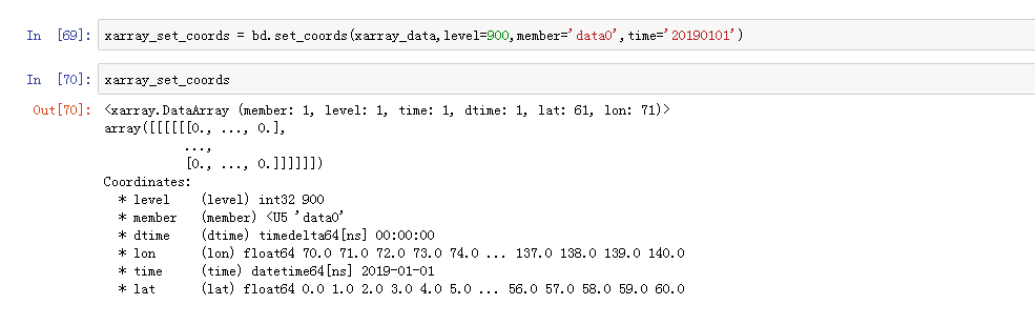 In [69]: xarray_set_coords = bd.set_coords(xarray_data,level=900,member='data0',time='20190101')
In [70]: xarray_set_coords
Out[70]: <xarray.DataArray (member: 1, level: 1, time: 1, dtime: 1, lat: 61, lon: 71)>
array([[[[[[0., ..., 0.],
...,
[0., ..., 0.]]]]]])
Coordinates:
* level (level) int32 900
* member (member) <U5 'data0'
* dtime (dtime) timedelta64[ns] 00:00:00
* lon (lon) float64 70.0 71.0 72.0 73.0 74.0 ... 137.0 138.0 139.0 140.0
* time (time) datetime64[ns] 2019-01-01
* lat (lat) float64 0.0 1.0 2.0 3.0 4.0 5.0 ... 56.0 57.0 58.0 59.0 60.0